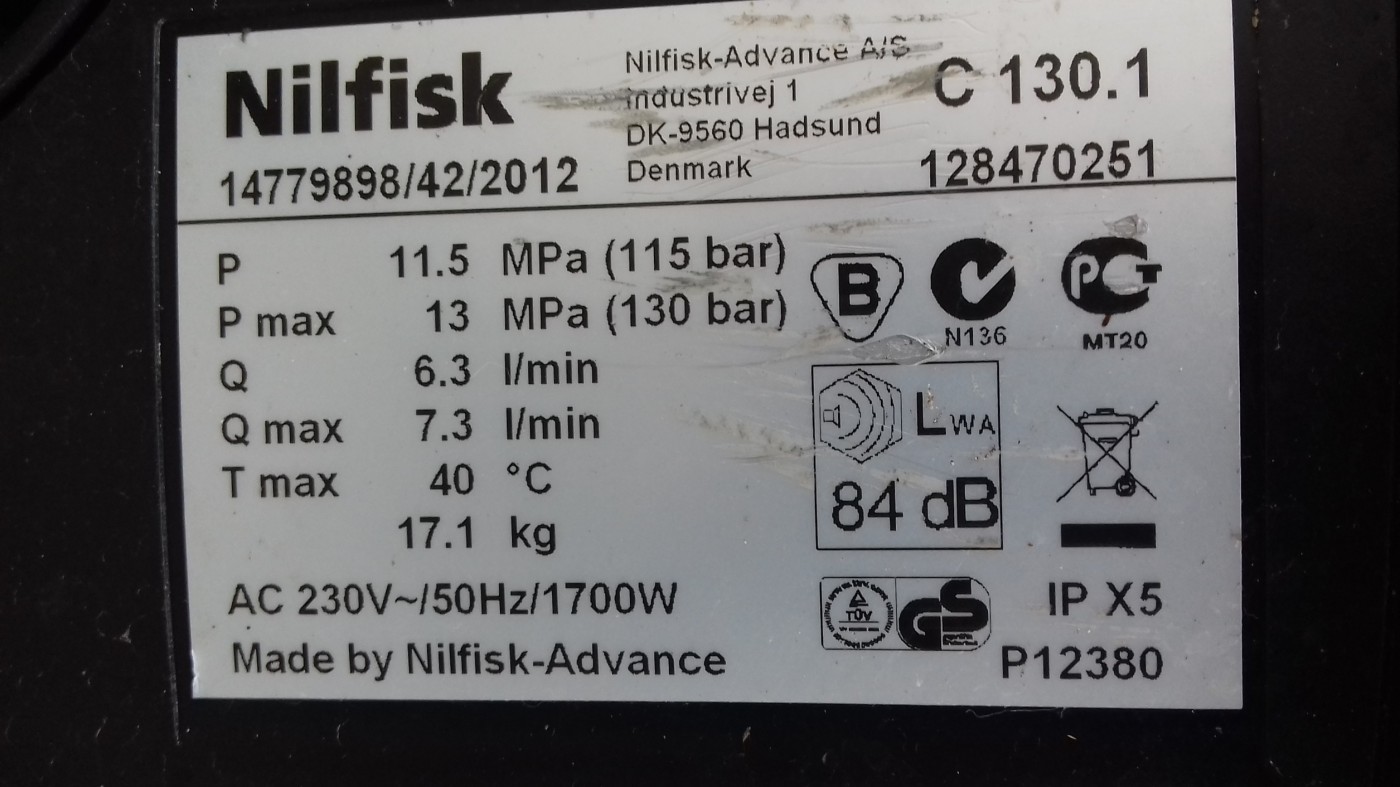 Nilfisk
14779898/42/2012
Nilfisk-Advance A/S
Industrivej 1
DK-9560 Hadsund
Denmark
C 130.1
128470251
P 11.5 MPa (115 bar)
P max 13 MPa (130 bar)
Q 6.3 l/min
Q max 7.3 l/min
T max 40 °C
17.1 kg
AC 230V~/50Hz/1700W
Made by Nilfisk-Advance
B
N136
PCT
MT20
LWA
84 dB
TÜV
GS
IP X5
P12380